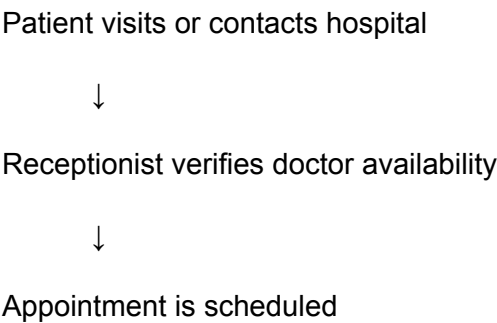 Patient visits or contacts hospital
↓
Receptionist verifies doctor availability
↓
Appointment is scheduled